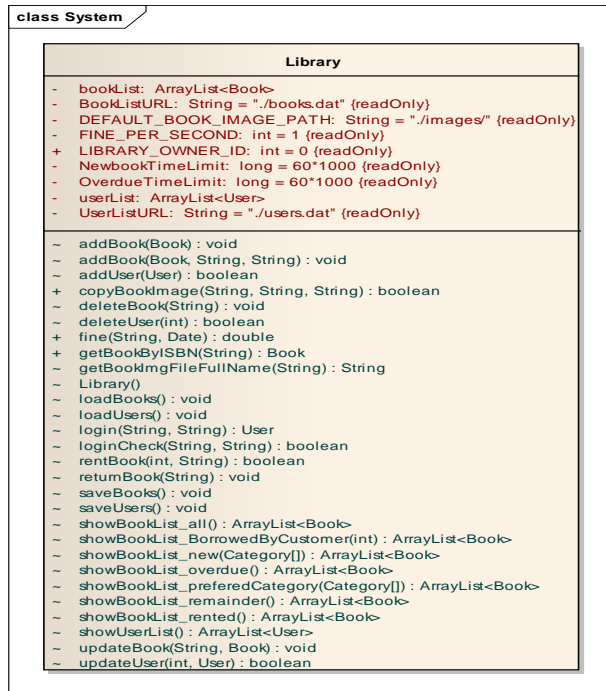 class System
Library
- bookList: ArrayList<Book>
- BookListURL: String = "./books.dat" {readOnly}
- DEFAULT_BOOK_IMAGE_PATH: String = "./images/" {readOnly}
- FINE_PER_SECOND: int = 1 {readOnly}
+ LIBRARY_OWNER_ID: int = 0 {readOnly}
- NewbookTimeLimit: long = 60*1000 {readOnly}
- OverdueTimeLimit: long = 60*1000 {readOnly}
- userList: ArrayList<User>
- UserListURL: String = "./users.dat" {readOnly}
~ addBook(Book) : void
~ addBook(Book, String, String) : void
~ addUser(User) : boolean
+ copyBookImage(String, String, String) : boolean
~ deleteBook(String) : void
~ deleteUser(int) : boolean
+ fine(String, Date) : double
+ getBookByISBN(String) : Book
~ getBookImgFileFullName(String) : String
~ Library()
~ loadBooks() : void
~ loadUsers() : void
~ login(String, String) : User
~ loginCheck(String, String) : boolean
~ rentBook(int, String) : boolean
~ returnBook(String) : void
~ saveBooks() : void
~ saveUsers() : void
~ showBookList_all() : ArrayList<Book>
~ showBookList_BorrowedByCustomer(int) : ArrayList<Book>
~ showBookList_new(Category[]) : ArrayList<Book>
~ showBookList_overdue() : ArrayList<Book>
~ showBookList_preferedCategory(Category[]) : ArrayList<Book>
~ showBookList_remainder() : ArrayList<Book>
~ showBookList_rented() : ArrayList<Book>
~ showUserList() : ArrayList<User>
~ updateBook(String, Book) : void
~ updateUser(int, User) : boolean